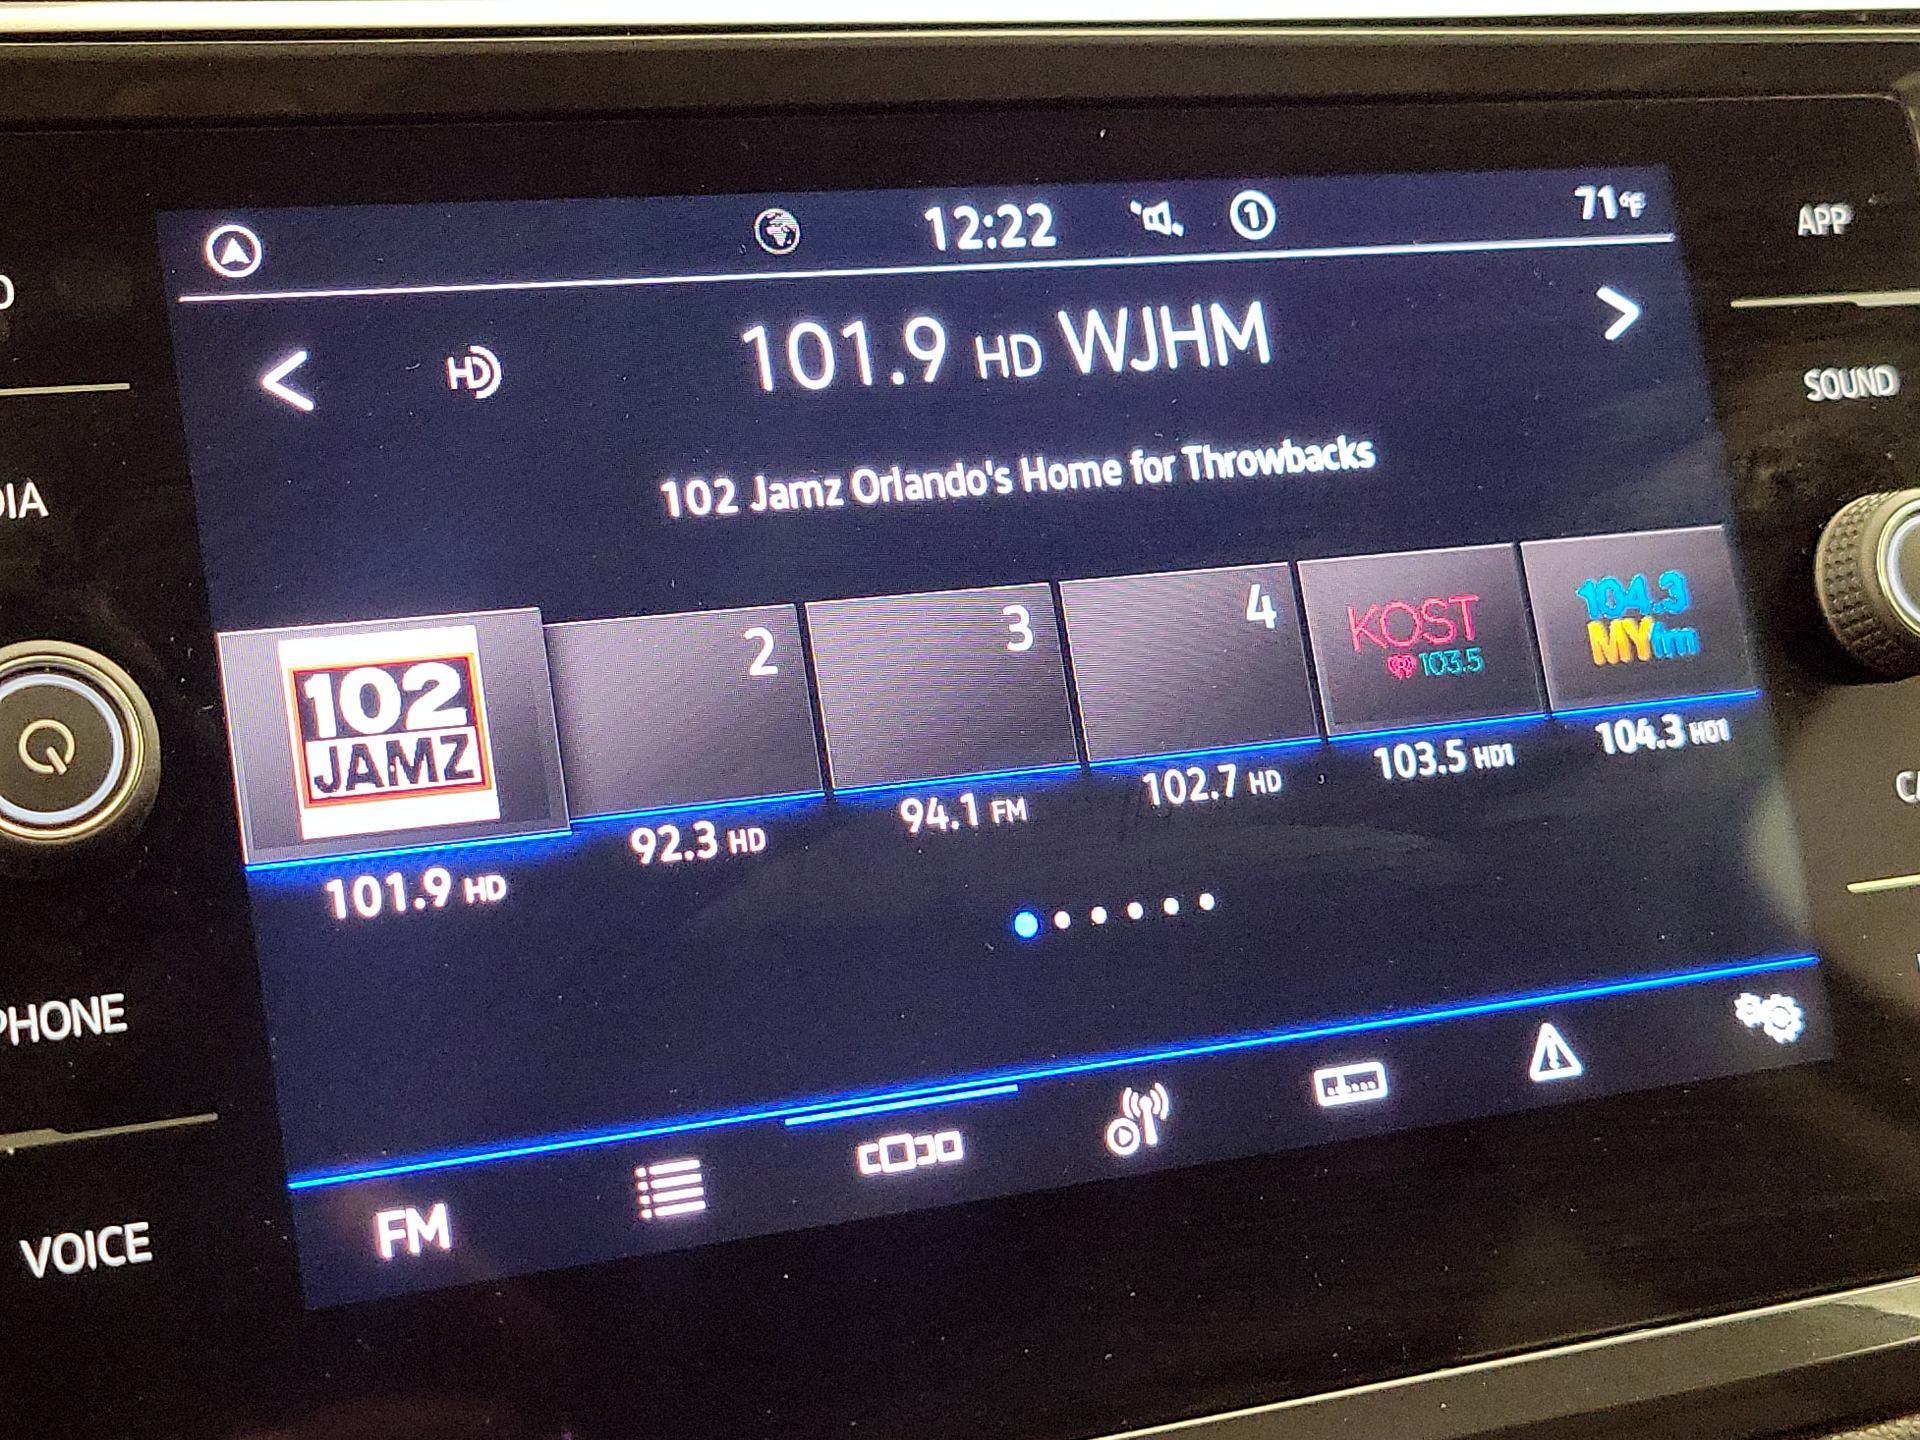 12:22
1
71°F
APP
101.9 HD WJHM
HD
SOUND
102 Jamz Orlando's Home for Throwbacks
102
JAMZ
2
3
4
KOST
103.5
104.3
MYfm
101.9 HD
92.3 HD
94.1 FM
102.7 HD
103.5 HD1
104.3 HD1
PHONE
VOICE
FM